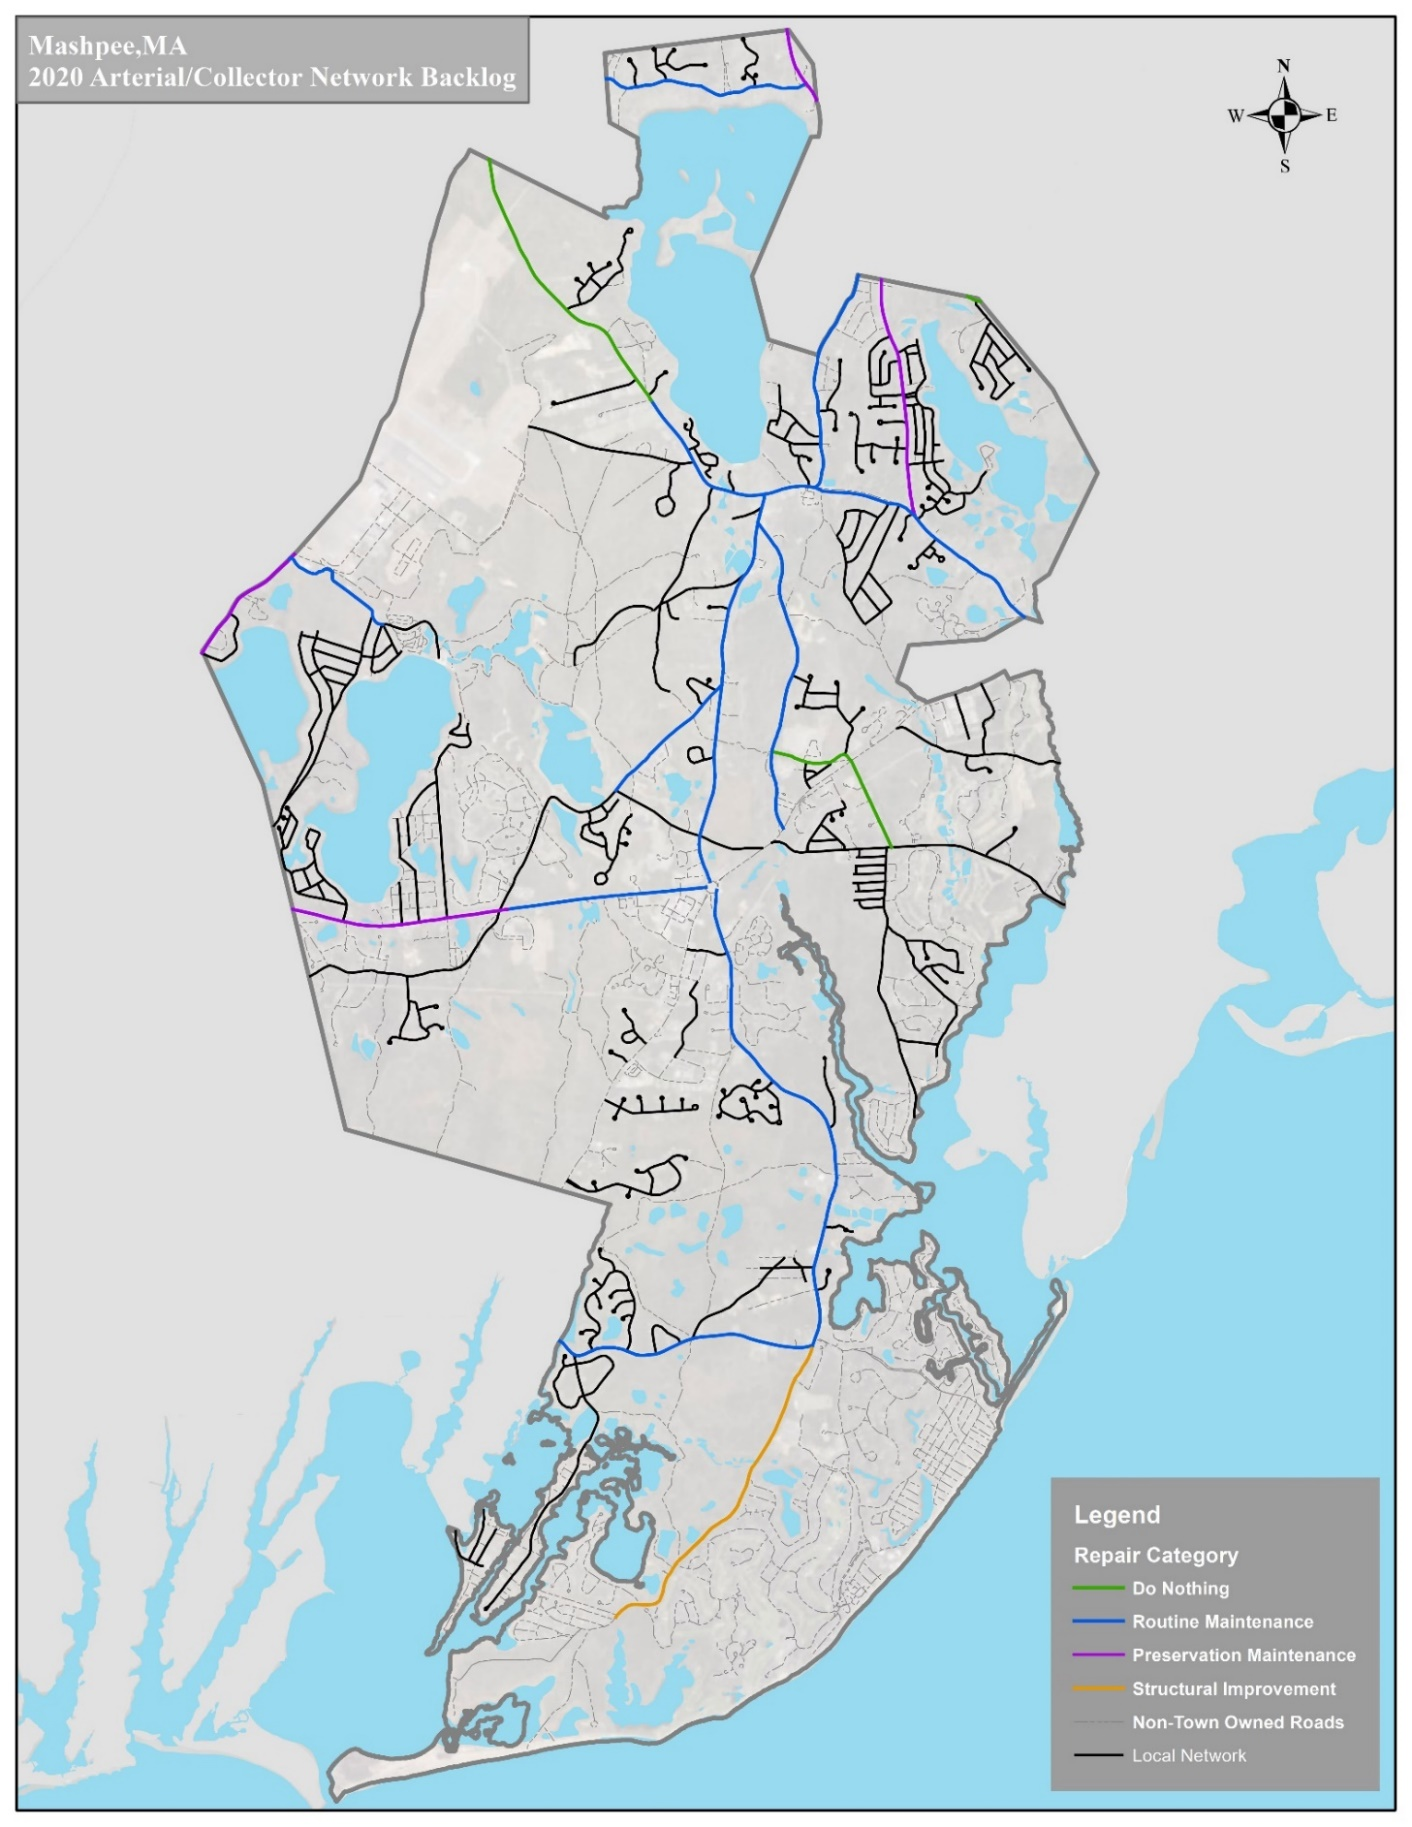 Mashpee,MA
2020 Arterial/Collector Network Backlog
N
W E
S
Legend
Repair Category
Do Nothing
Routine Maintenance
Preservation Maintenance
Structural Improvement
Non-Town Owned Roads
Local Network